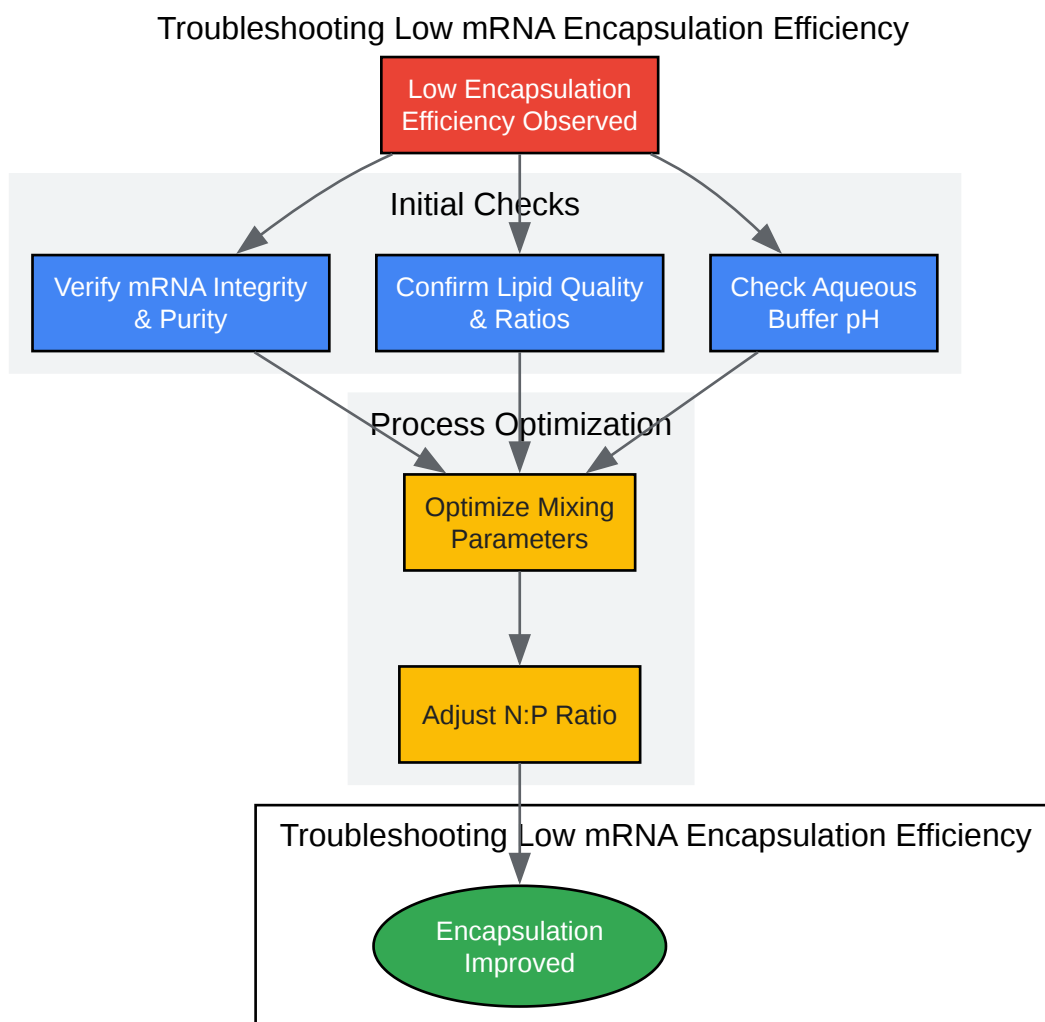 Troubleshooting Low mRNA Encapsulation Efficiency
Low Encapsulation
Efficiency Observed
Initial Checks
Verify mRNA Integrity
& Purity
Confirm Lipid Quality
& Ratios
Check Aqueous
Buffer pH
Process Optimization
Optimize Mixing
Parameters
Adjust N:P Ratio
Troubleshooting Low mRNA Encapsulation Efficiency
Encapsulation
Improved